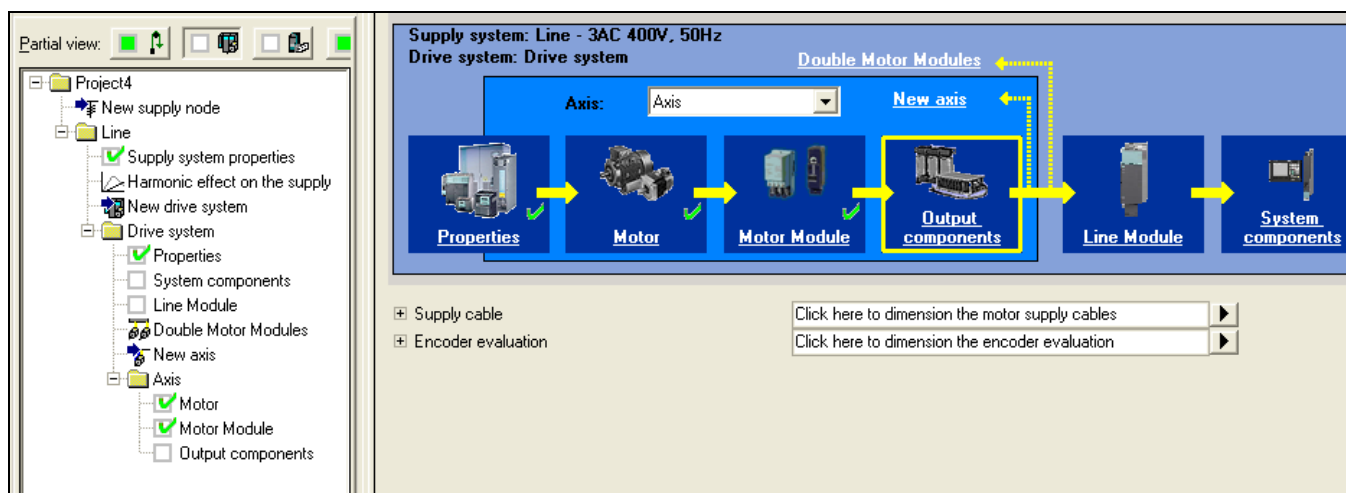 Partial view:
Project4
New supply node
Line
Supply system properties
Harmonic effect on the supply
New drive system
Drive system
Properties
System components
Line Module
Double Motor Modules
New axis
Axis
Motor
Motor Module
Output components
Supply system: Line - 3AC 400V, 50Hz
Drive system: Drive system
Double Motor Modules
Axis:
Axis
New axis
Properties
Motor
Motor Module
Output
components
Line Module
System
components
Supply cable
Click here to dimension the motor supply cables
Encoder evaluation
Click here to dimension the encoder evaluation